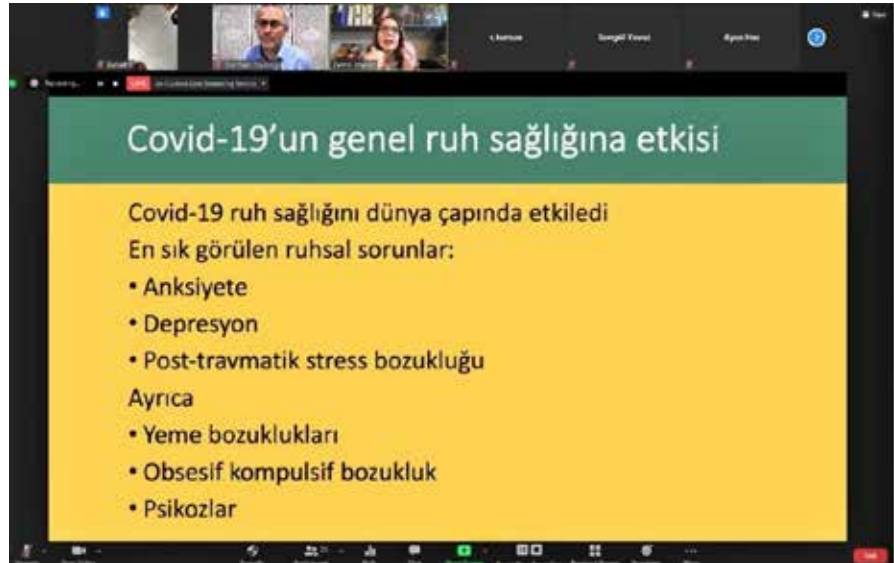 Covid-19'un genel ruh sağlığına etkisi
Covid-19 ruh sağlığını dünya çapında etkiledi
En sık görülen ruhsal sorunlar:
• Anksiyete
• Depresyon
• Post-travmatik stress bozukluğu
Ayrıca
• Yeme bozuklukları
• Obsesif kompulsif bozukluk
• Psikozlar